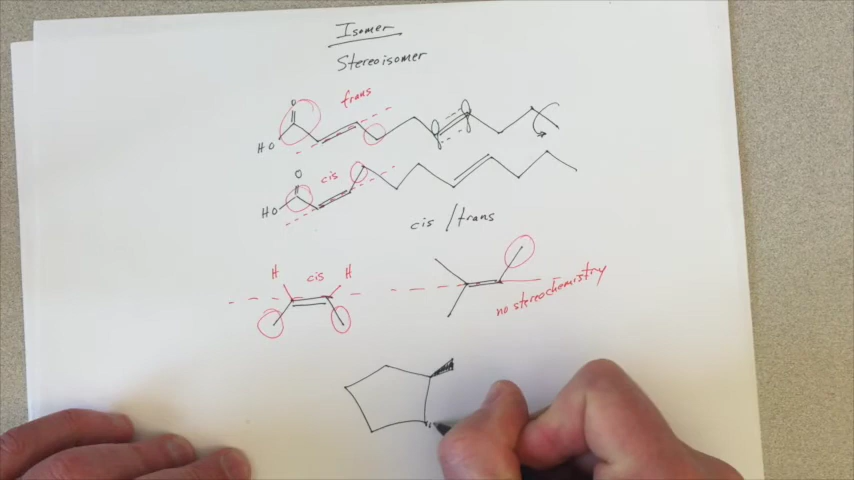 Isomer
Stereoisomer
trans
O
HO
cis
O
HO
cis/trans
H cis H
no stereochemistry